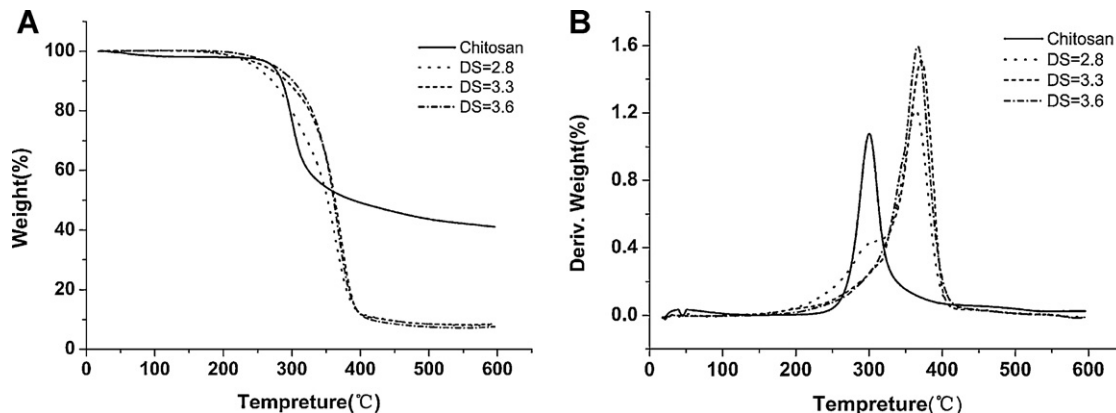 A
100
80
60
40
20
0
Weight(%)
0 100 200 300 400 500 600
Tempreture(℃)
Chitosan
DS=2.8
DS=3.3
DS=3.6
B
1.6
1.2
0.8
0.4
0.0
Deriv. Weight(%)
0 100 200 300 400 500 600
Tempreture(℃)
Chitosan
DS=2.8
DS=3.3
DS=3.6